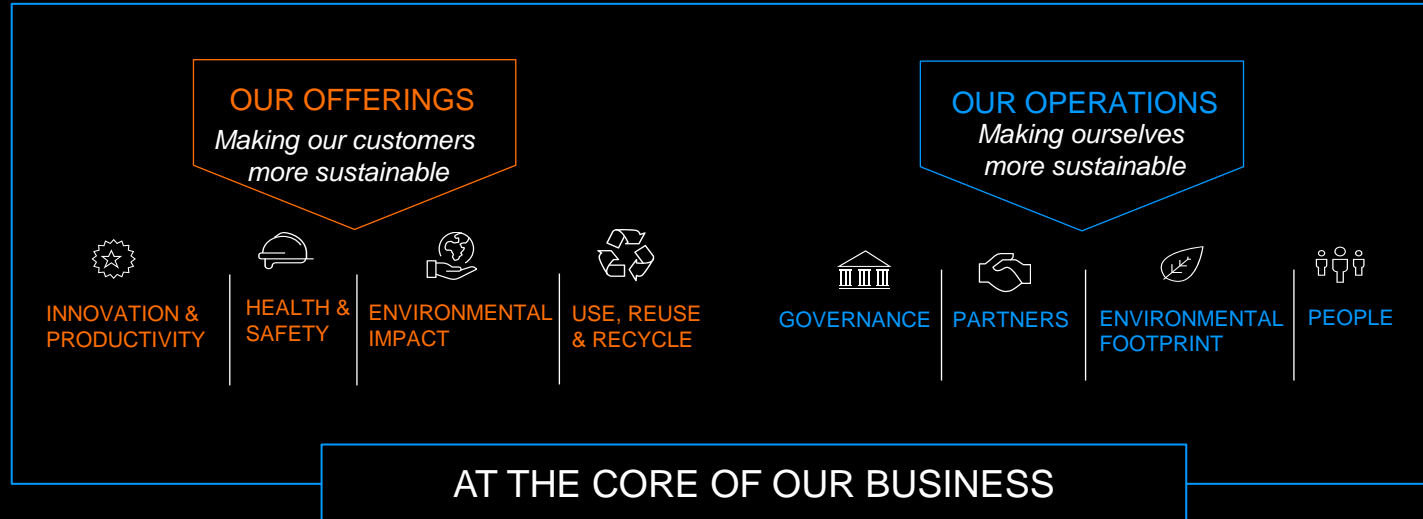 OUR OFFERINGS
Making our customers
more sustainable
INNOVATION &
PRODUCTIVITY
HEALTH &
SAFETY
ENVIRONMENTAL
IMPACT
USE, REUSE
& RECYCLE
OUR OPERATIONS
Making ourselves
more sustainable
GOVERNANCE
PARTNERS
ENVIRONMENTAL
FOOTPRINT
PEOPLE
AT THE CORE OF OUR BUSINESS